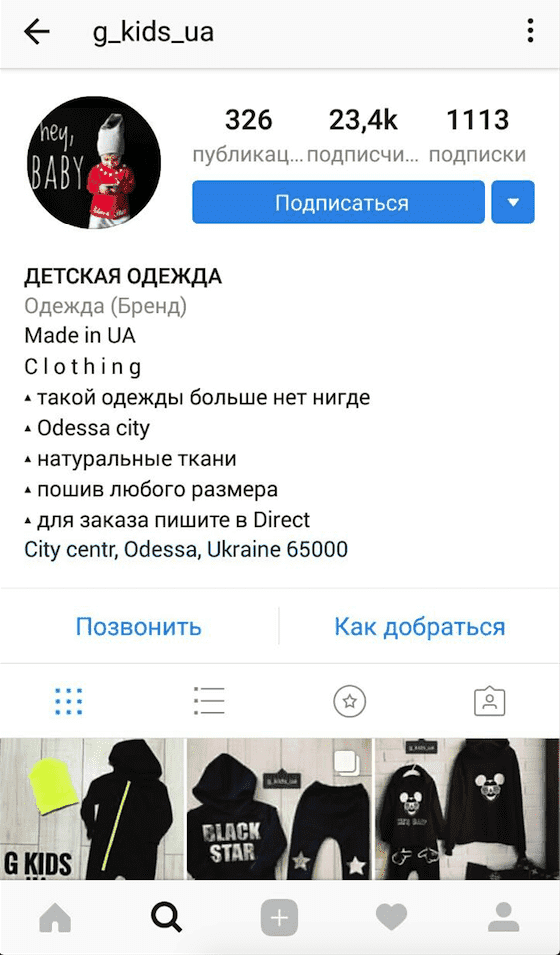 g_kids_ua
hey,
BABY
326 23,4k 1113
публикац... подписчи... подписки
Подписаться
ДЕТСКАЯ ОДЕЖДА
Одежда (Бренд)
Made in UA
C l o t h i n g
▲ такой одежды больше нет нигде
▲ Odessa city
▲ натуральные ткани
▲ пошив любого размера
▲ для заказа пишите в Direct
City centr, Odessa, Ukraine 65000
Позвонить Как добраться
G KIDS
g_kids_ua
BLACK
STAR
g_kids_ua